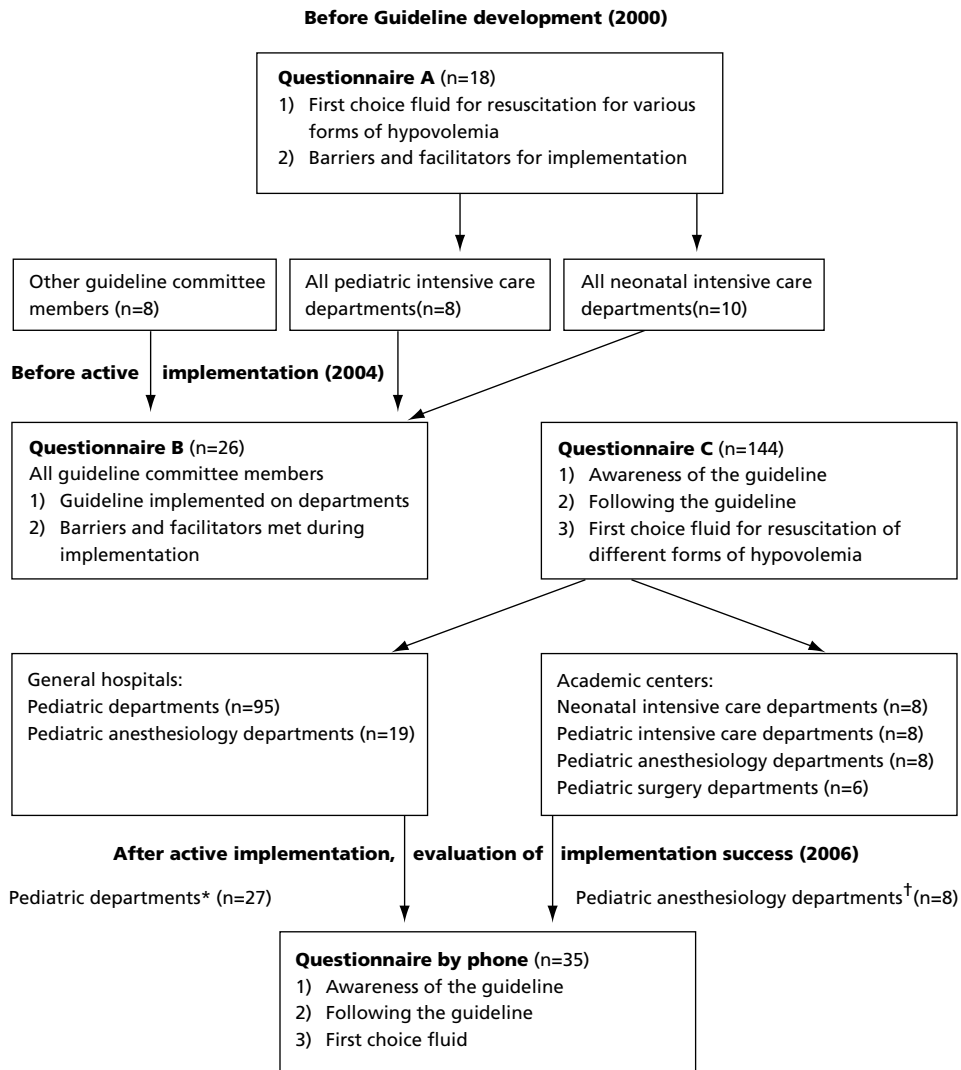 Before Guideline development (2000)
Questionnaire A (n=18)
1) First choice fluid for resuscitation for various
forms of hypovolemia
2) Barriers and facilitators for implementation
Other guideline committee
members (n=8)
All pediatric intensive care
departments(n=8)
All neonatal intensive care
departments(n=10)
Before active implementation (2004)
Questionnaire B (n=26)
All guideline committee members
1) Guideline implemented on departments
2) Barriers and facilitators met during
implementation
Questionnaire C (n=144)
1) Awareness of the guideline
2) Following the guideline
3) First choice fluid for resuscitation of
different forms of hypovolemia
General hospitals:
Pediatric departments (n=95)
Pediatric anesthesiology departments (n=19)
Academic centers:
Neonatal intensive care departments (n=8)
Pediatric intensive care departments (n=8)
Pediatric anesthesiology departments (n=8)
Pediatric surgery departments (n=6)
After active implementation, evaluation of implementation success (2006)
Pediatric departments* (n=27)
Pediatric anesthesiology departments†(n=8)
Questionnaire by phone (n=35)
1) Awareness of the guideline
2) Following the guideline
3) First choice fluid